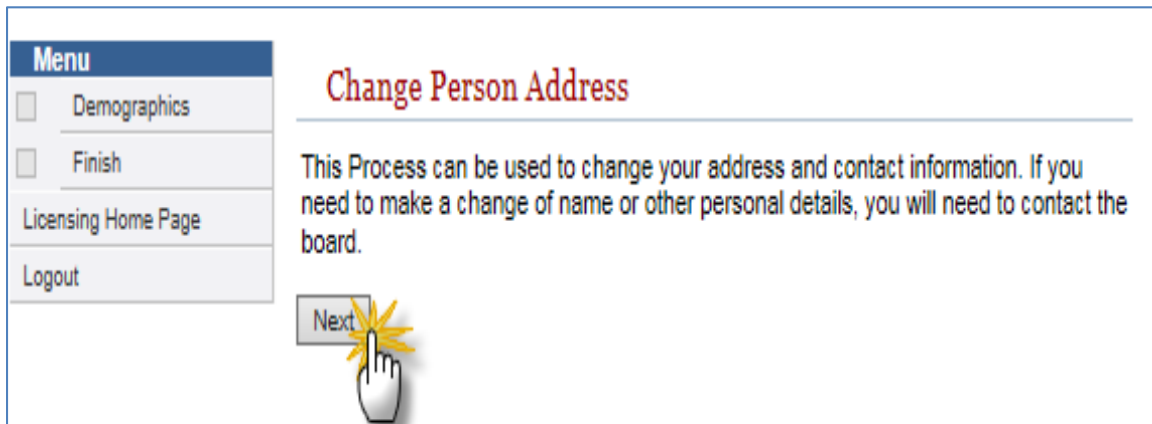 Menu
Demographics
Finish
Licensing Home Page
Logout
Change Person Address
This Process can be used to change your address and contact information. If you
need to make a change of name or other personal details, you will need to contact the
board.
Next